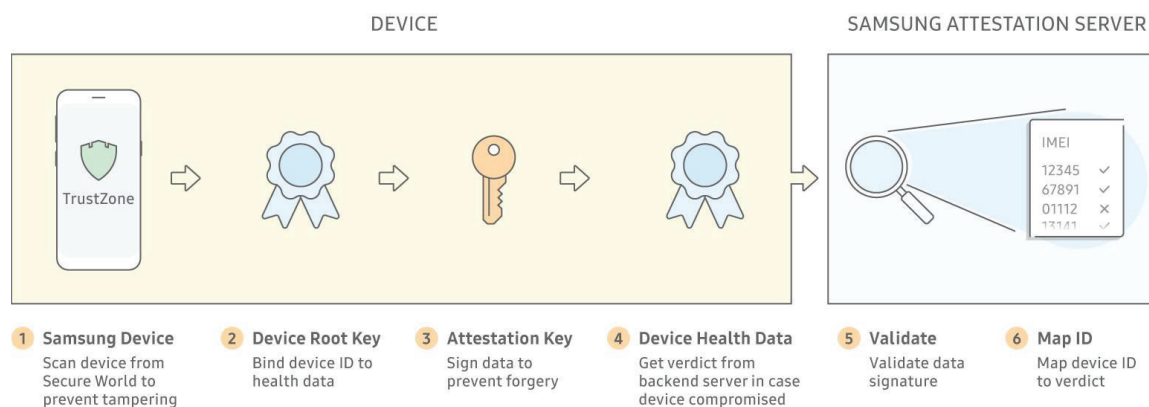 DEVICE
SAMSUNG ATTESTATION SERVER
TrustZone
IMEI
12345
67891
01112
13141
1 Samsung Device
Scan device from
Secure World to
prevent tampering
2 Device Root Key
Bind device ID to
health data
3 Attestation Key
Sign data to
prevent forgery
4 Device Health Data
Get verdict from
backend server in case
device compromised
5 Validate
Validate data
signature
6 Map ID
Map device ID
to verdict